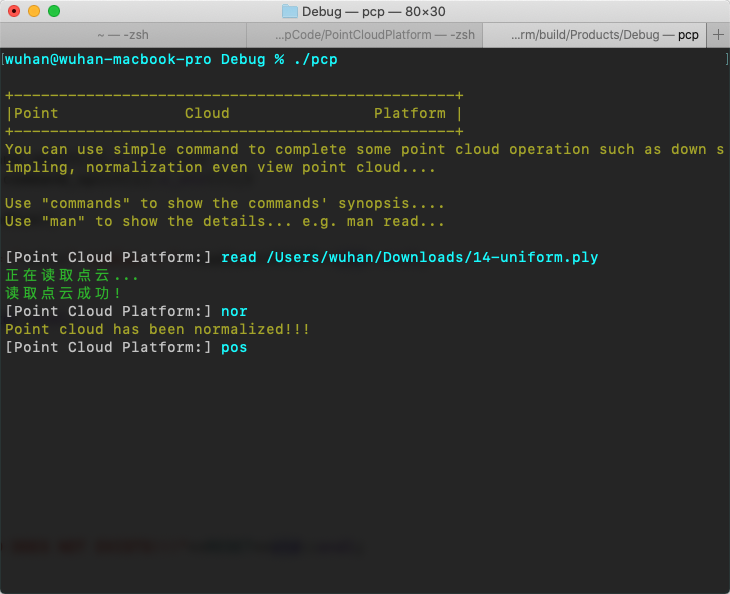 Debug — pcp — 80×30
~ — -zsh
...pCode/PointCloudPlatform — -zsh
...rm/build/Products/Debug — pcp
[wuhan@wuhan-macbook-pro Debug % ./pcp ]
+-------------------------------------------------+
|Point              Cloud                Platform |
+-------------------------------------------------+
You can use simple command to complete some point cloud operation such as down s
impling, normalization even view point cloud....
Use "commands" to show the commands' synopsis....
Use "man" to show the details... e.g. man read...
[Point Cloud Platform:] read /Users/wuhan/Downloads/14-uniform.ply
正在读取点云...
读取点云成功!
[Point Cloud Platform:] nor
Point cloud has been normalized!!!
[Point Cloud Platform:] pos